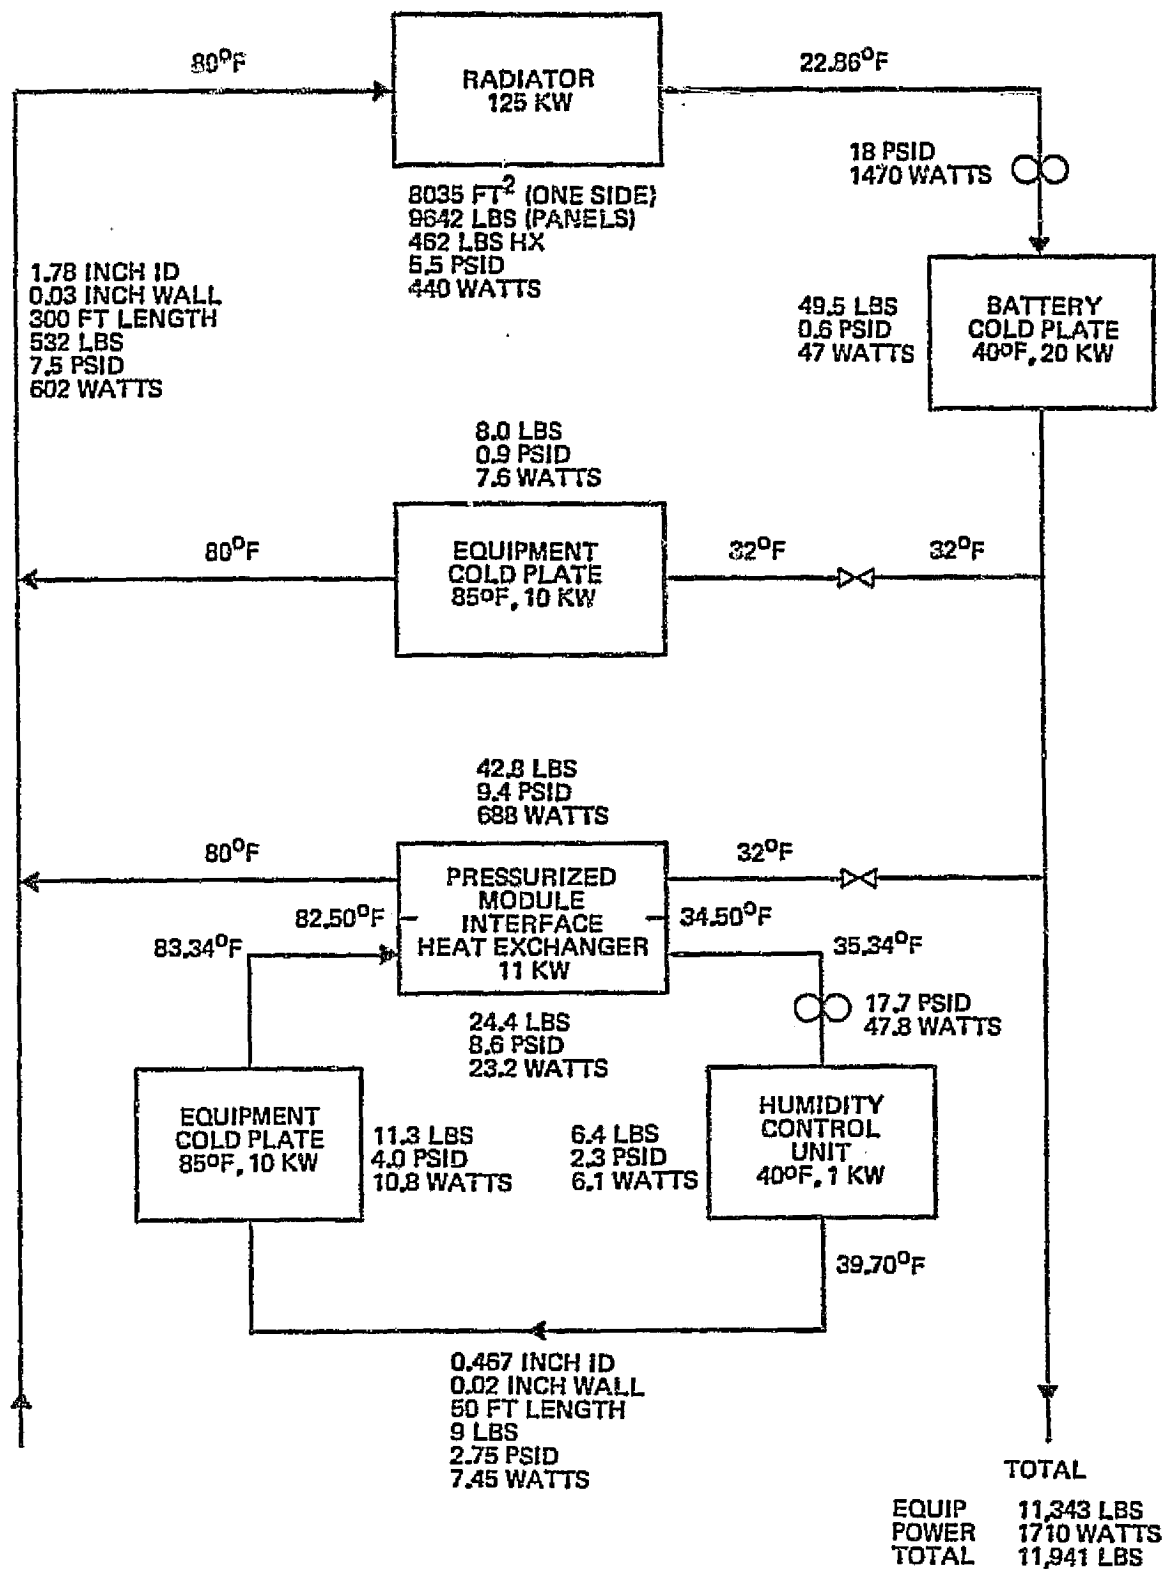 80°F
RADIATOR
125 KW
22.86°F
18 PSID
1470 WATTS
8035 FT² (ONE SIDE)
9642 LBS (PANELS)
462 LBS HX
5.5 PSID
440 WATTS
1.78 INCH ID
0.03 INCH WALL
300 FT LENGTH
532 LBS
7.5 PSID
602 WATTS
49.5 LBS
0.6 PSID
47 WATTS
BATTERY
COLD PLATE
40°F, 20 KW
8.0 LBS
0.9 PSID
7.6 WATTS
80°F
EQUIPMENT
COLD PLATE
85°F, 10 KW
32°F
32°F
42.8 LBS
9.4 PSID
688 WATTS
80°F
PRESSURIZED
MODULE
INTERFACE
HEAT EXCHANGER
11 KW
32°F
82.50°F
34.50°F
83.34°F
35.34°F
17.7 PSID
47.8 WATTS
24.4 LBS
8.6 PSID
23.2 WATTS
EQUIPMENT
COLD PLATE
85°F, 10 KW
11.3 LBS
4.0 PSID
10.8 WATTS
6.4 LBS
2.3 PSID
6.1 WATTS
HUMIDITY
CONTROL
UNIT
40°F, 1 KW
39.70°F
0.467 INCH ID
0.02 INCH WALL
50 FT LENGTH
9 LBS
2.75 PSID
7.45 WATTS
TOTAL
EQUIP 11,343 LBS
POWER 1710 WATTS
TOTAL 11,941 LBS